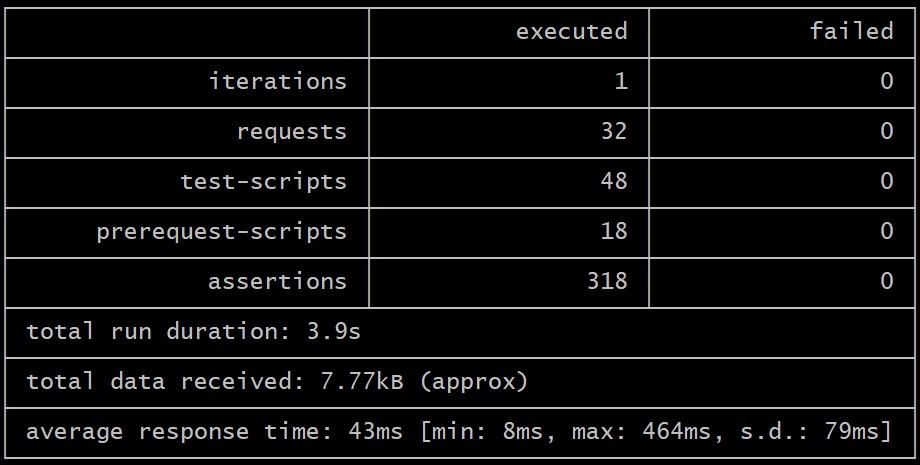 executed failed
iterations 1 0
requests 32 0
test-scripts 48 0
prerequest-scripts 18 0
assertions 318 0
total run duration: 3.9s
total data received: 7.77kB (approx)
average response time: 43ms [min: 8ms, max: 464ms, s.d.: 79ms]